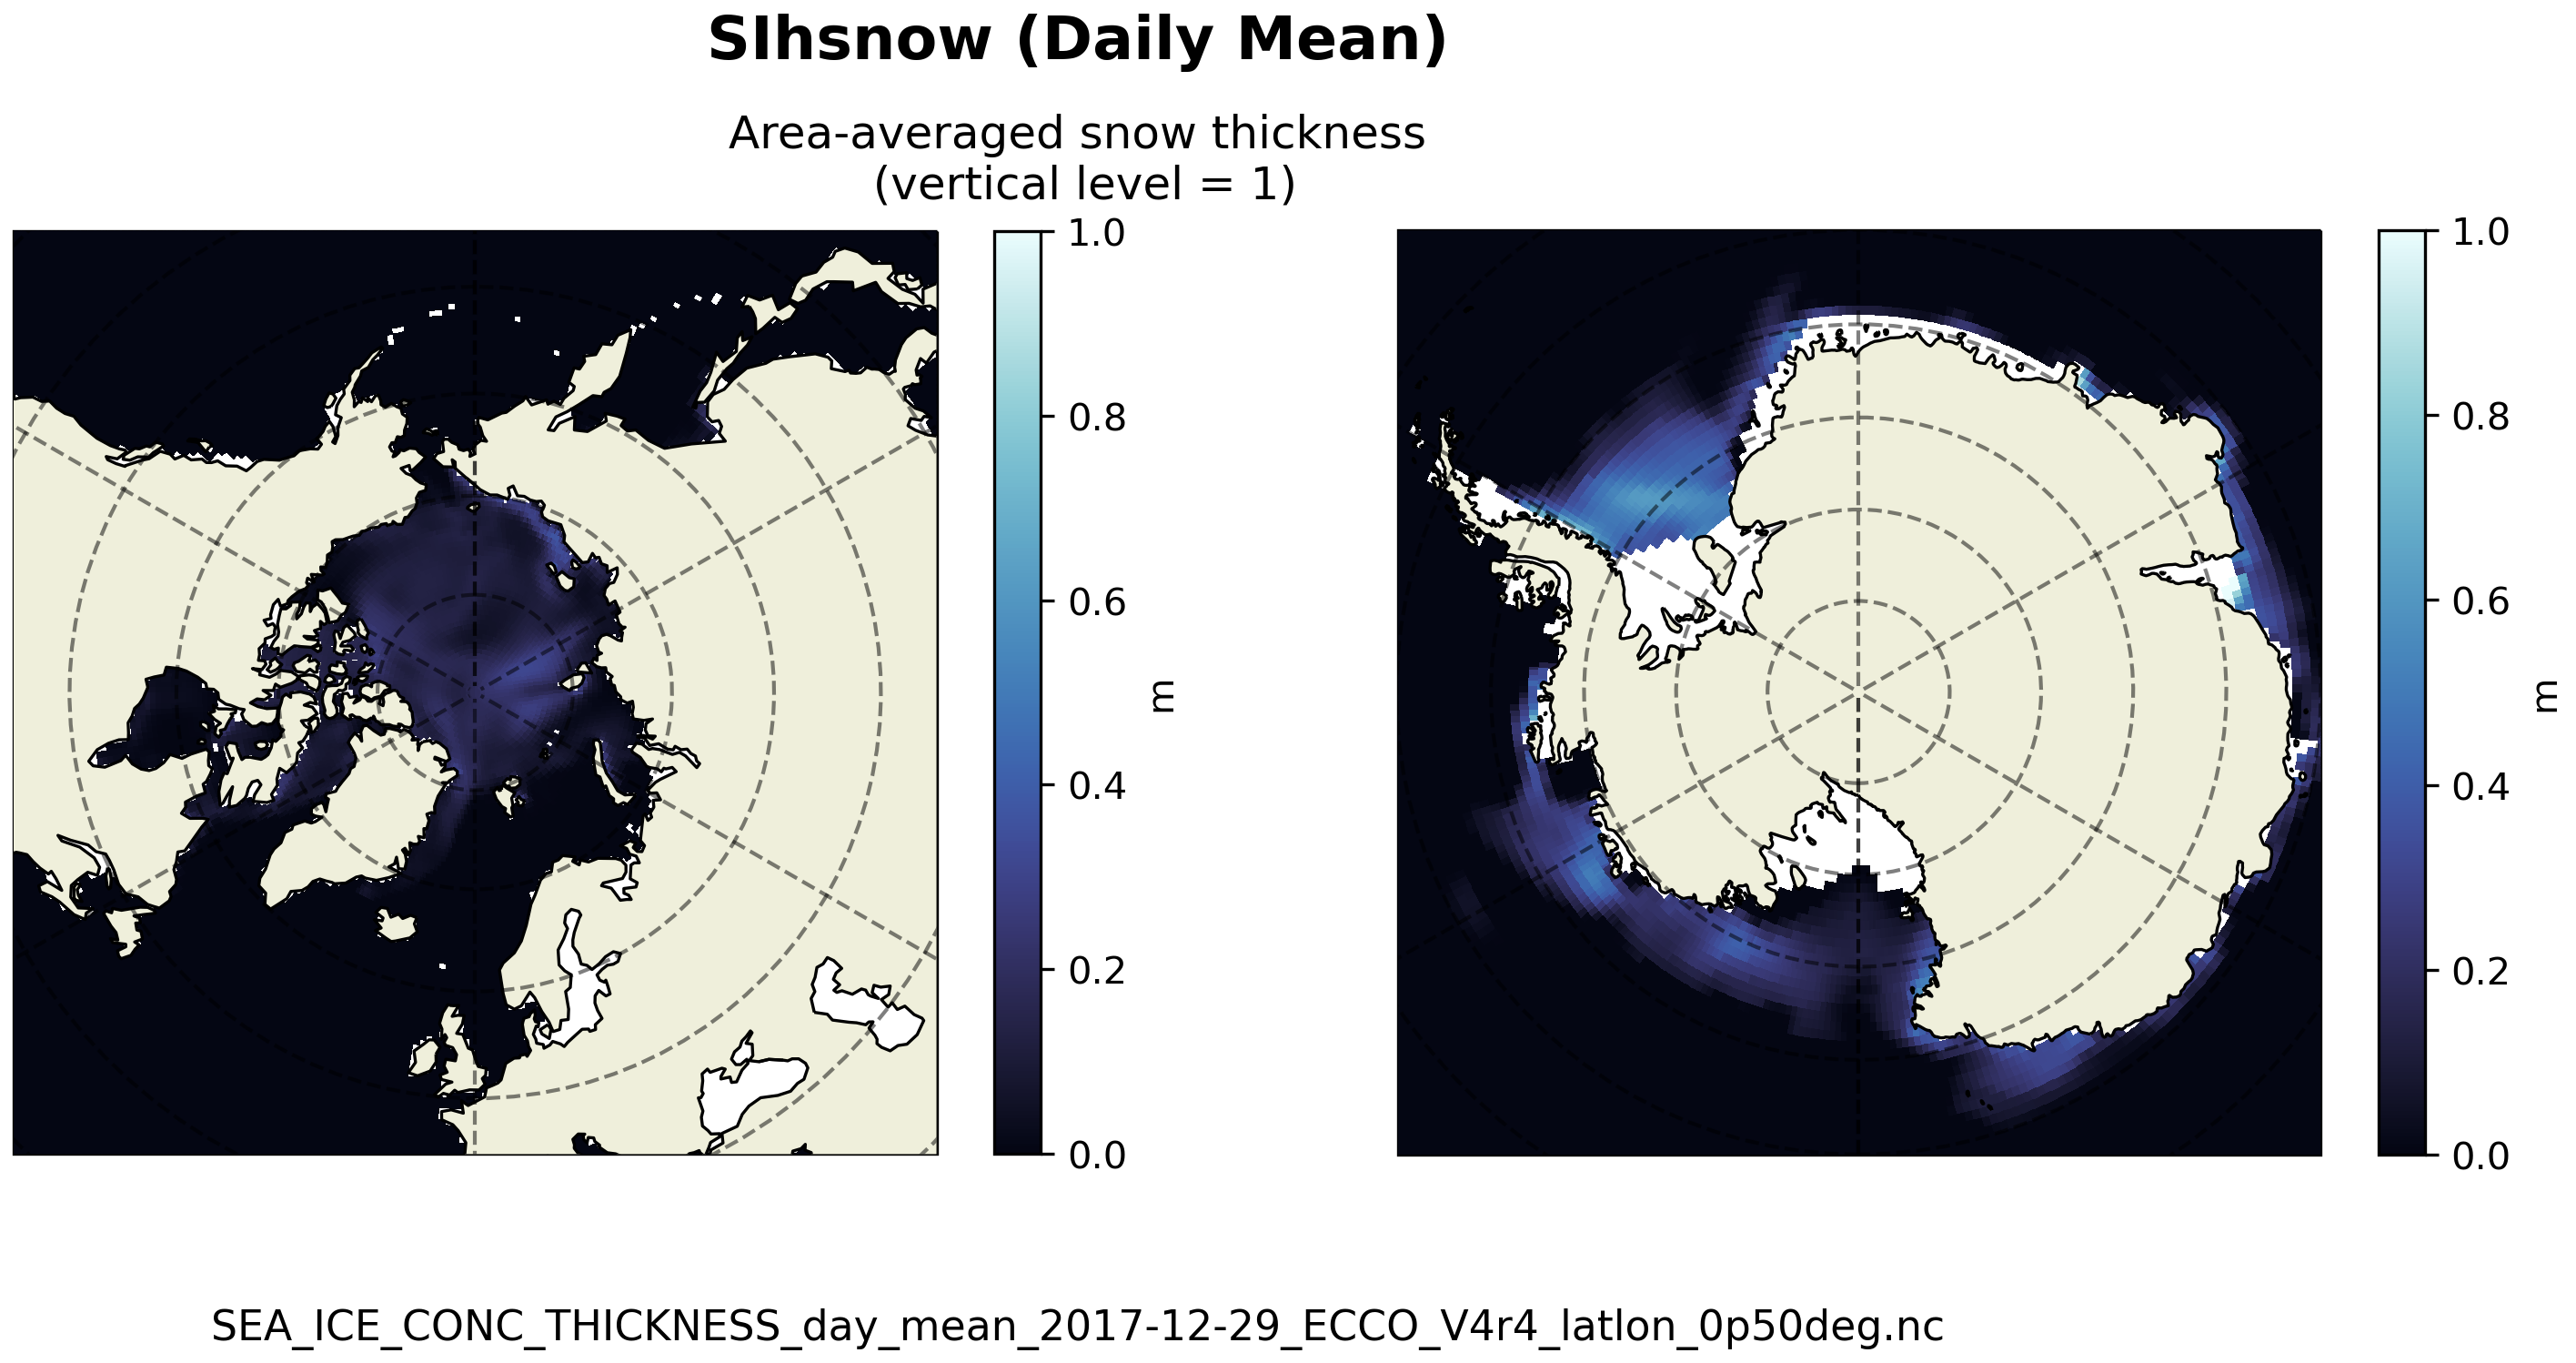 SIhsnow (Daily Mean)
Area-averaged snow thickness
(vertical level = 1)
1.0
0.8
0.6
0.4
0.2
0.0
m
1.0
0.8
0.6
0.4
0.2
0.0
m
SEA_ICE_CONC_THICKNESS_day_mean_2017-12-29_ECCO_V4r4_latlon_0p50deg.nc